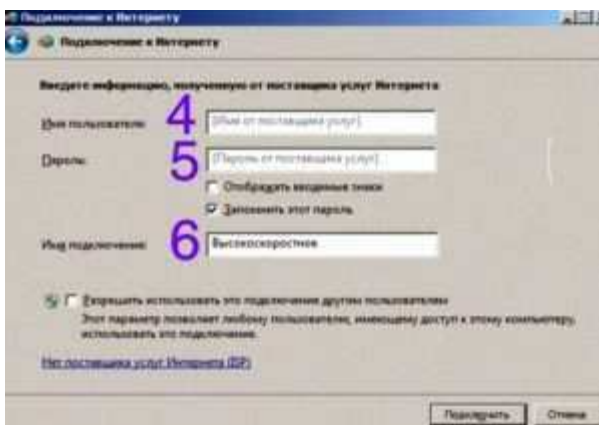 Подключение к Интернету
Подключение к Интернету
Введите информацию, полученную от поставщика услуг Интернета
Имя пользователя: 4 [Имя от поставщика услуг]
Пароль: 5 [Пароль от поставщика услуг]
Отображать вводимые знаки
Запомнить этот пароль
Имя подключения: 6 Высокоскоростное
Разрешить использовать это подключение другим пользователям
Этот параметр позволяет любому пользователю, имеющему доступ к этому компьютеру,
использовать это подключение.
Нет поставщика услуг Интернета (ISP)
Подключить Отмена